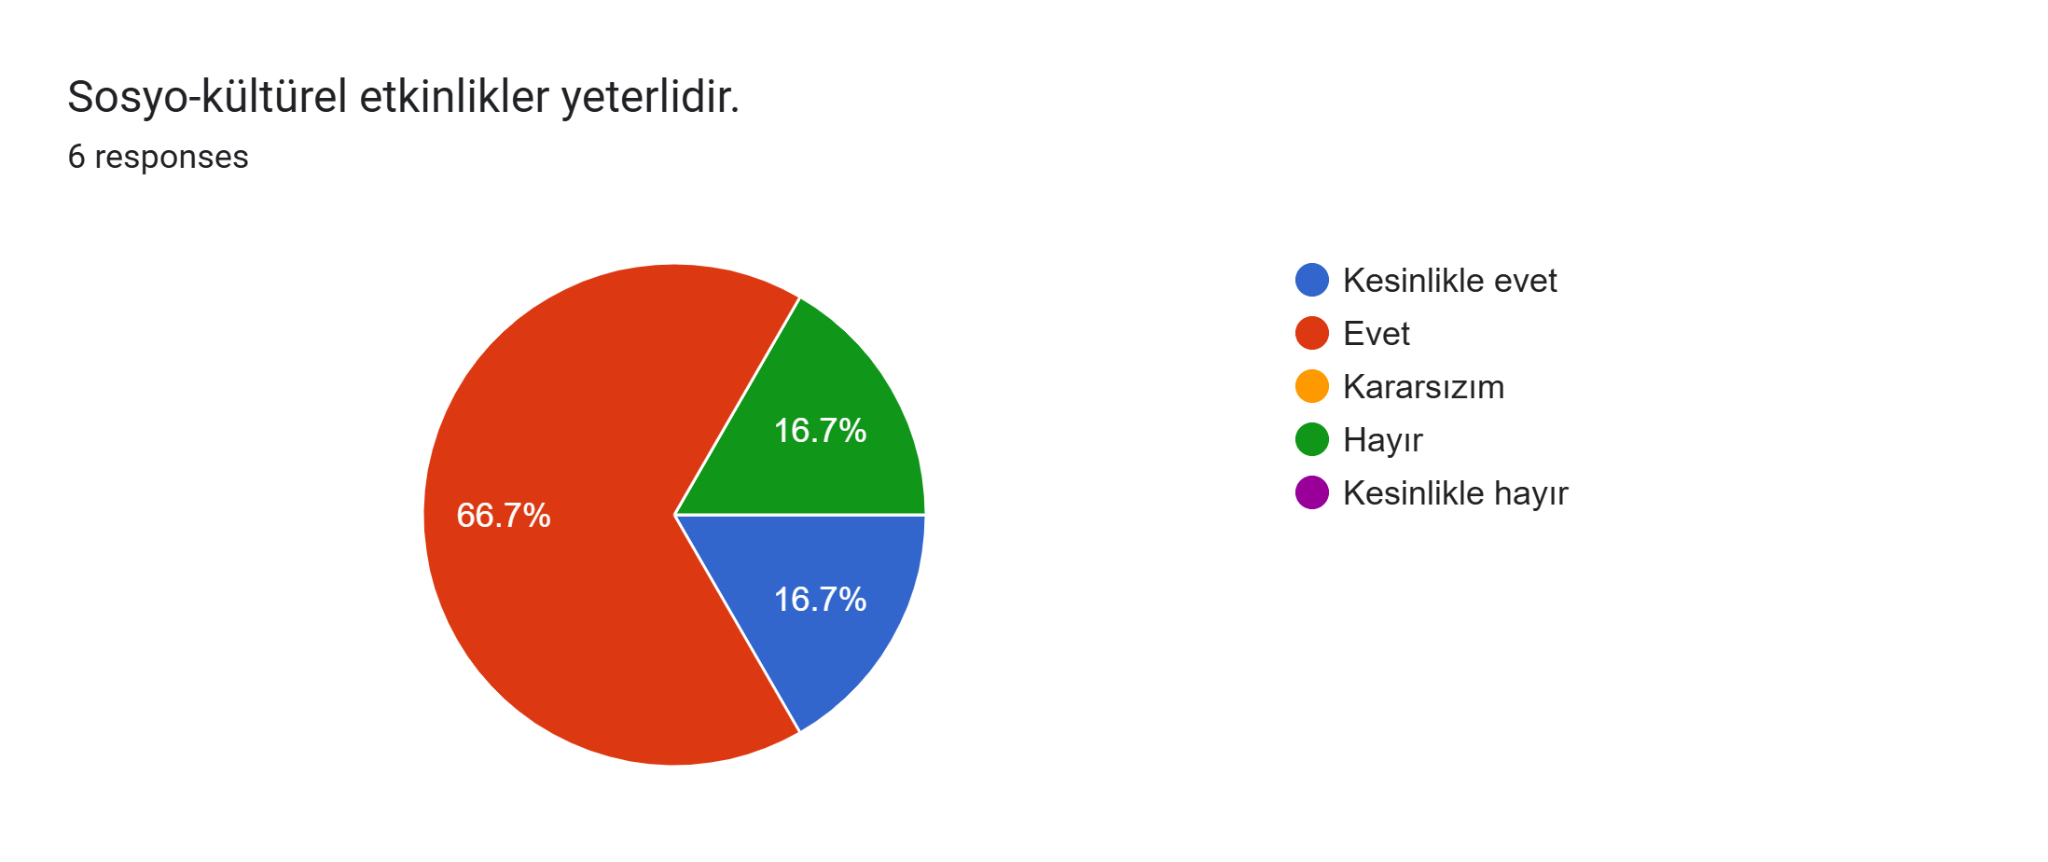 Sosyo-kültürel etkinlikler yeterlidir.
6 responses
Kesinlikle evet
Evet
Kararsızım
Hayır
Kesinlikle hayır
16.7%
66.7%
16.7%